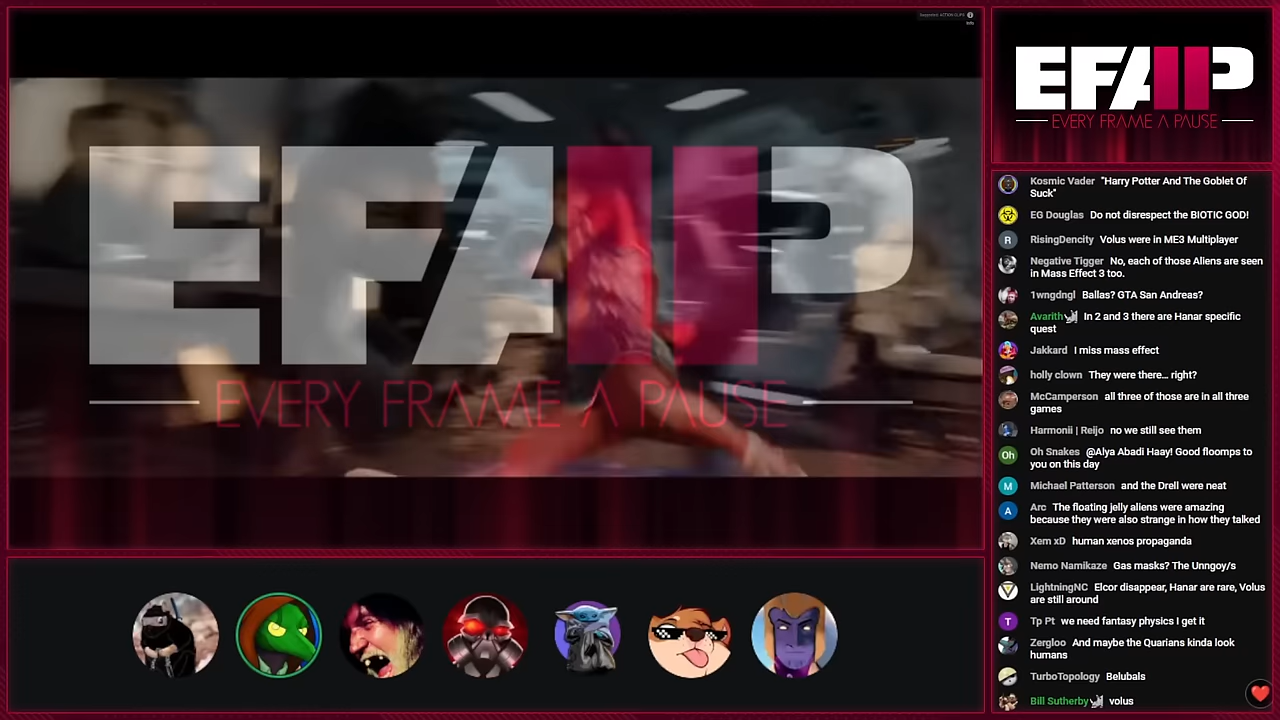 Suggested: ACTION CLIPS
Info
EFAP
EVERY FRAME A PAUSE
EFAP
EVERY FRAME A PAUSE
Kosmic Vader "Harry Potter And The Goblet Of
Suck"
EG Douglas Do not disrespect the BIOTIC GOD!
R RisingDencity Volus were in ME3 Multiplayer
Negative Tigger No, each of those Aliens are seen
in Mass Effect 3 too.
1wngdngl Ballas? GTA San Andreas?
Avarith In 2 and 3 there are Hanar specific
quest
Jakkard I miss mass effect
holly clown They were there... right?
McCamperson all three of those are in all three
games
Harmonii | Reijo no we still see them
Oh Oh Snakes @Alya Abadi Haay! Good floomps to
you on this day
M Michael Patterson and the Drell were neat
A Arc The floating jelly aliens were amazing
because they were also strange in how they talked
Xem xD human xenos propaganda
Nemo Namikaze Gas masks? The Unngoy/s
LightningNC Elcor disappear, Hanar are rare, Volus
are still around
T Tp Pt we need fantasy physics I get it
Zergloo And maybe the Quarians kinda look
humans
TurboTopology Belubals
Bill Sutherby volus